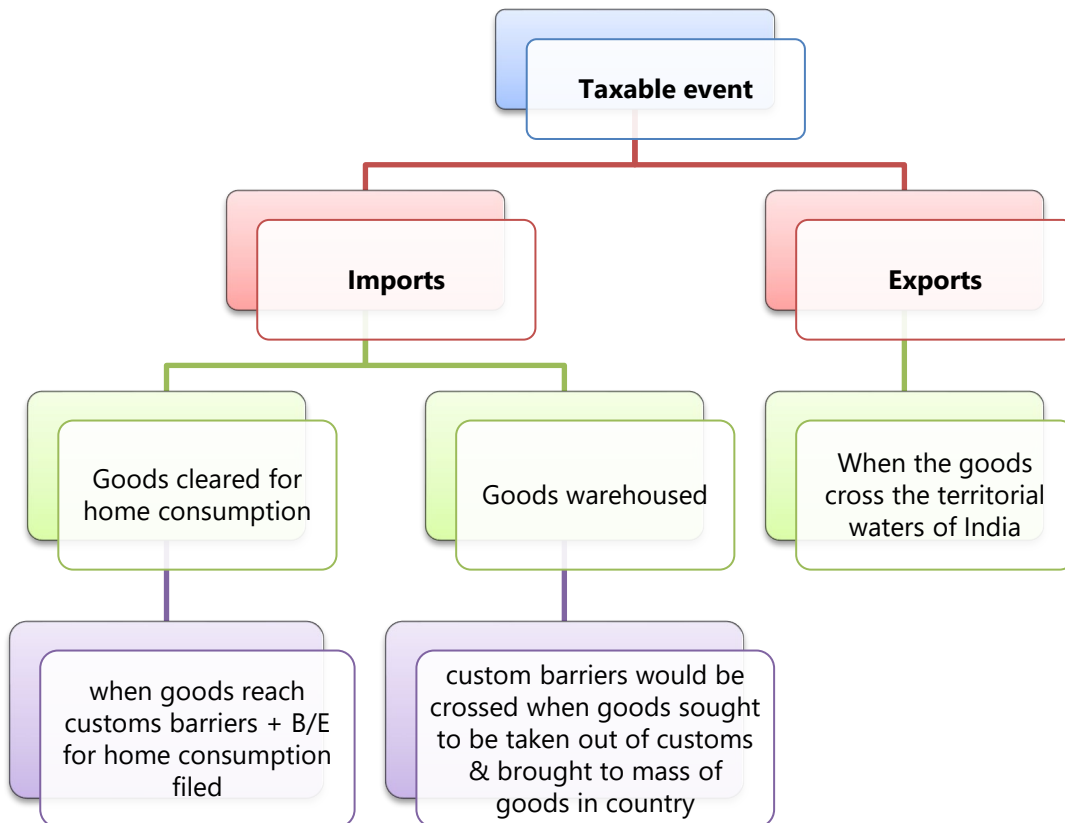 Taxable event
Imports
Exports
Goods cleared for
home consumption
Goods warehoused
When the goods
cross the territorial
waters of India
when goods reach
customs barriers + B/E
for home consumption
filed
custom barriers would be
crossed when goods sought
to be taken out of customs
& brought to mass of
goods in country